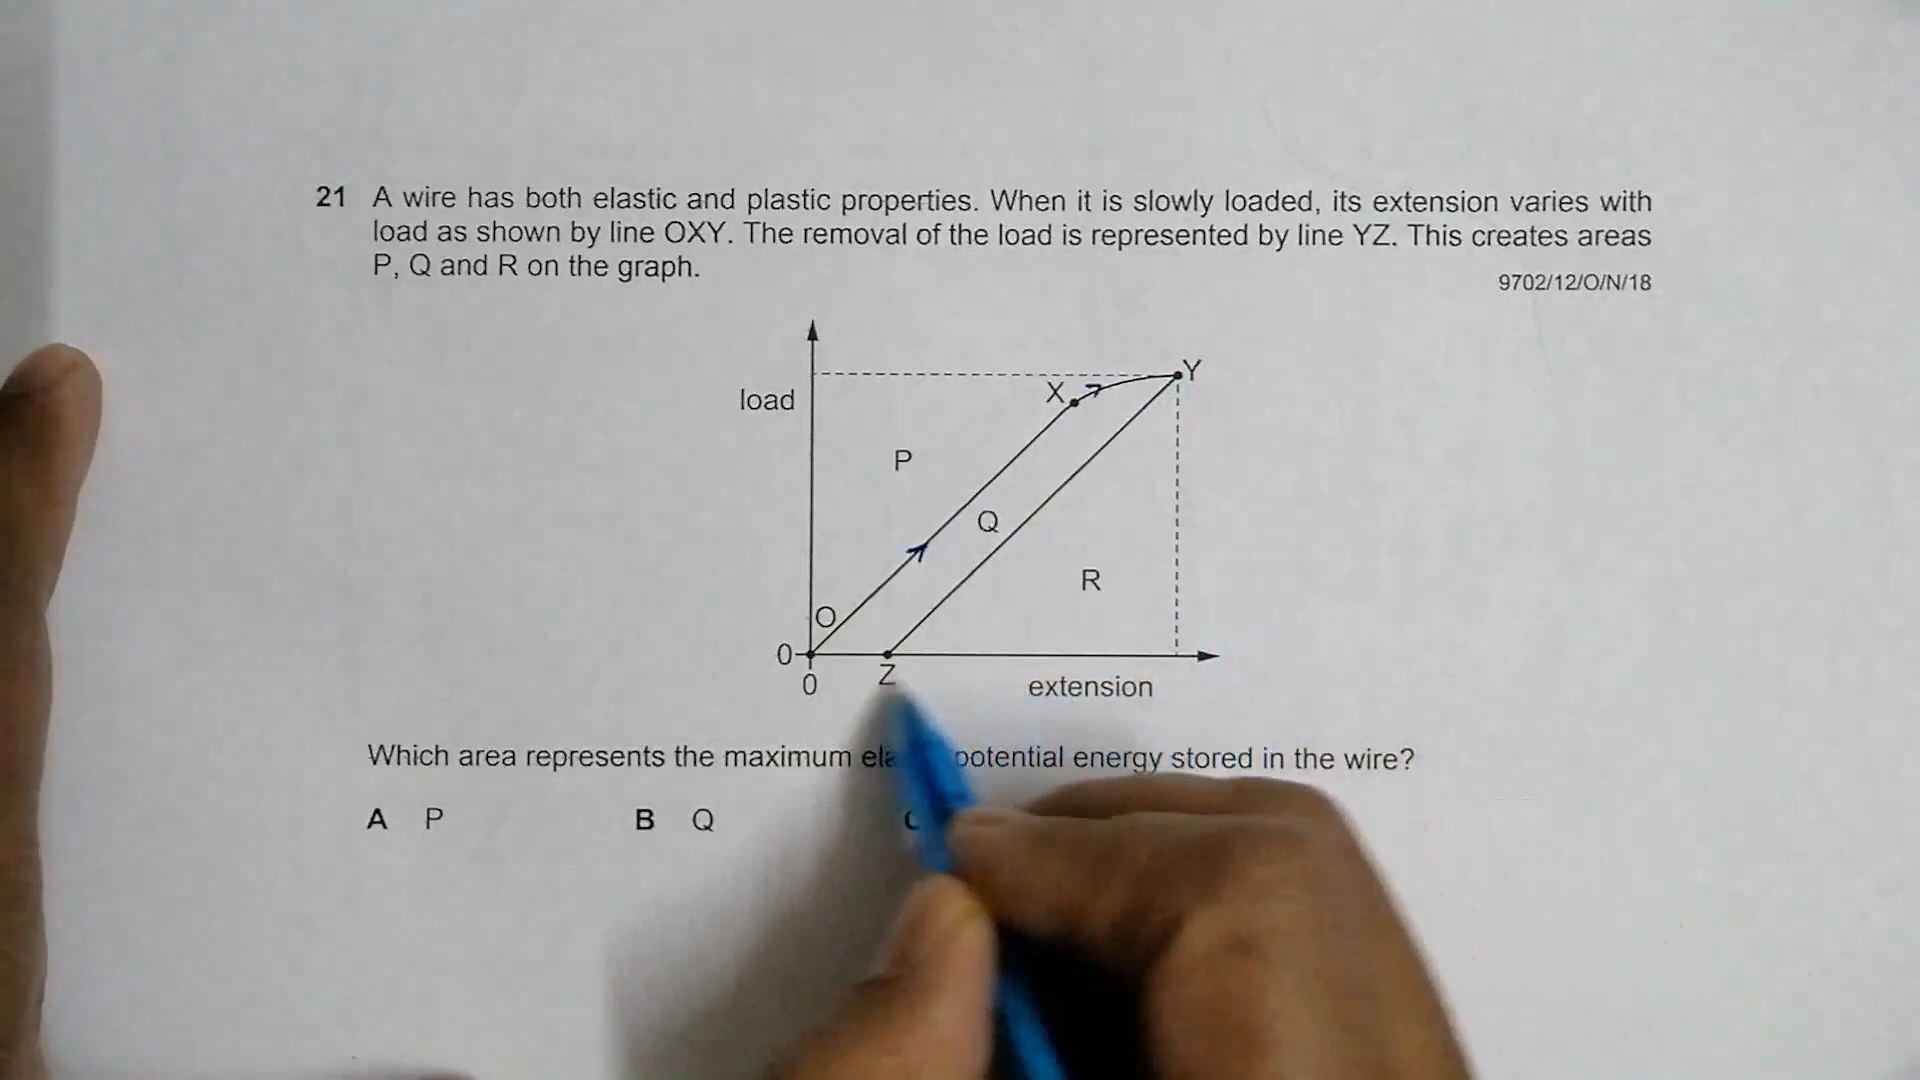 21 A wire has both elastic and plastic properties. When it is slowly loaded, its extension varies with
load as shown by line OXY. The removal of the load is represented by line YZ. This creates areas
P, Q and R on the graph.
9702/12/O/N/18
Y
X
load
P
Q
R
O
0
0 Z extension
Which area represents the maximum potential energy stored in the wire?
A P B Q